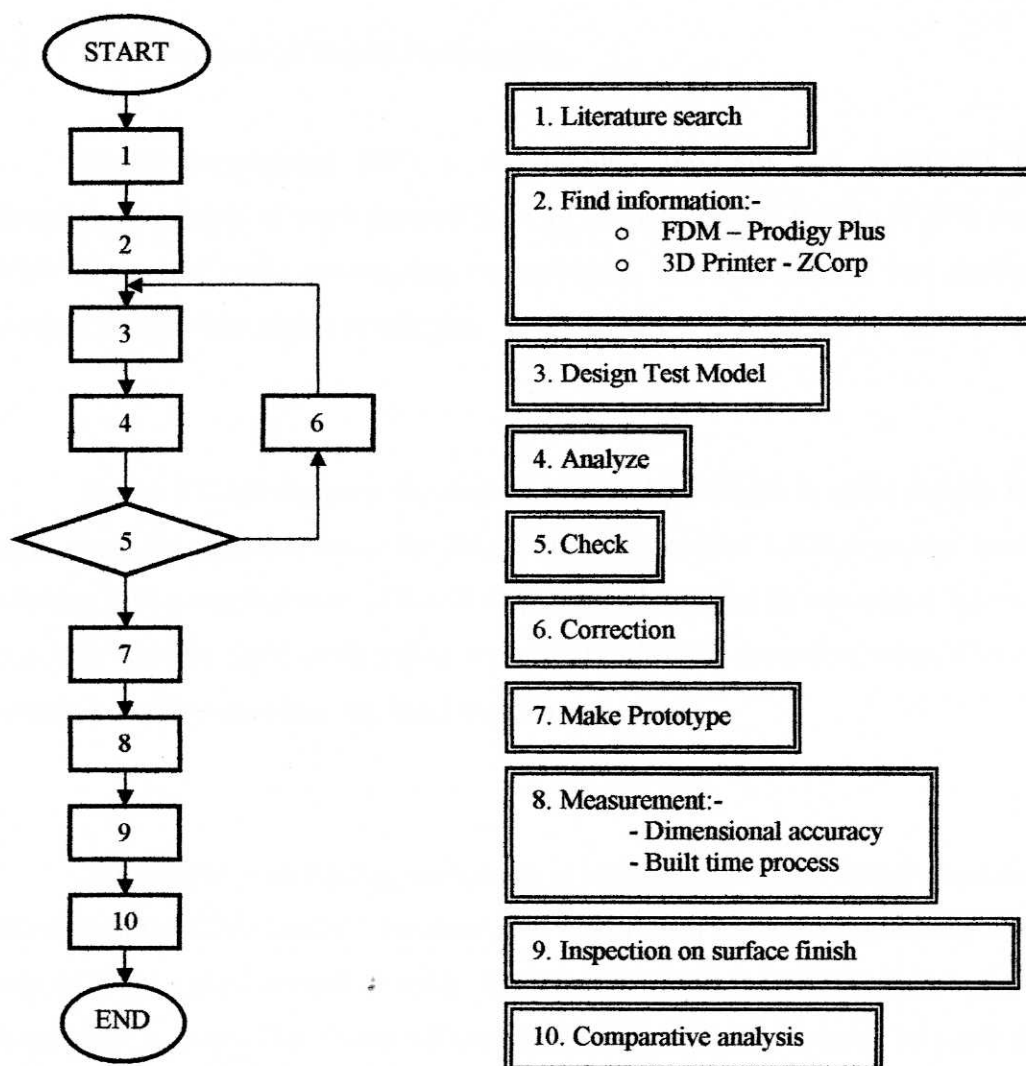 START
1
2
3
4
6
5
7
8
9
10
END
1. Literature search
2. Find information:-
o FDM – Prodigy Plus
o 3D Printer - ZCorp
3. Design Test Model
4. Analyze
5. Check
6. Correction
7. Make Prototype
8. Measurement:-
- Dimensional accuracy
- Built time process
9. Inspection on surface finish
10. Comparative analysis